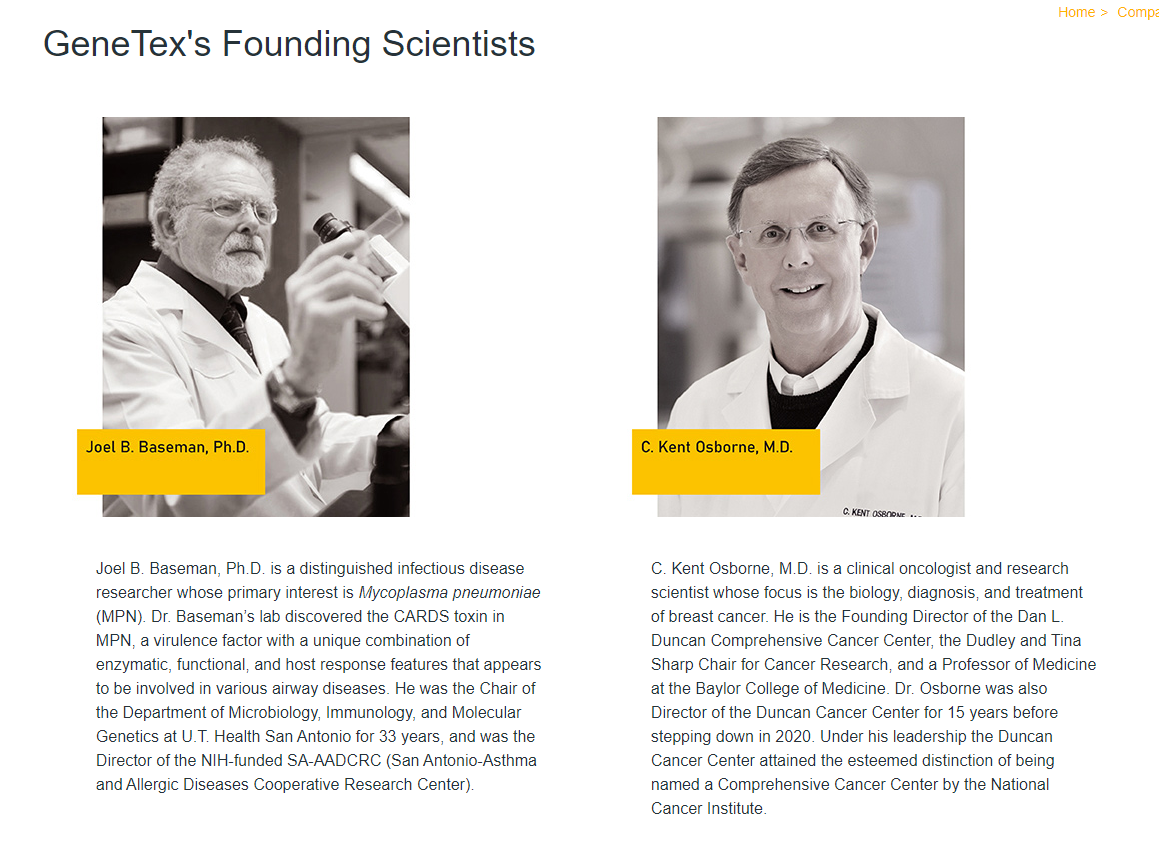 Home > Compa
GeneTex's Founding Scientists
Joel B. Baseman, Ph.D.
Joel B. Baseman, Ph.D. is a distinguished infectious disease
researcher whose primary interest is Mycoplasma pneumoniae
(MPN). Dr. Baseman’s lab discovered the CARDS toxin in
MPN, a virulence factor with a unique combination of
enzymatic, functional, and host response features that appears
to be involved in various airway diseases. He was the Chair of
the Department of Microbiology, Immunology, and Molecular
Genetics at U.T. Health San Antonio for 33 years, and was the
Director of the NIH-funded SA-AADCRC (San Antonio-Asthma
and Allergic Diseases Cooperative Research Center).
C. Kent Osborne, M.D.
C. KENT OSBORNE
C. Kent Osborne, M.D. is a clinical oncologist and research
scientist whose focus is the biology, diagnosis, and treatment
of breast cancer. He is the Founding Director of the Dan L.
Duncan Comprehensive Cancer Center, the Dudley and Tina
Sharp Chair for Cancer Research, and a Professor of Medicine
at the Baylor College of Medicine. Dr. Osborne was also
Director of the Duncan Cancer Center for 15 years before
stepping down in 2020. Under his leadership the Duncan
Cancer Center attained the esteemed distinction of being
named a Comprehensive Cancer Center by the National
Cancer Institute.